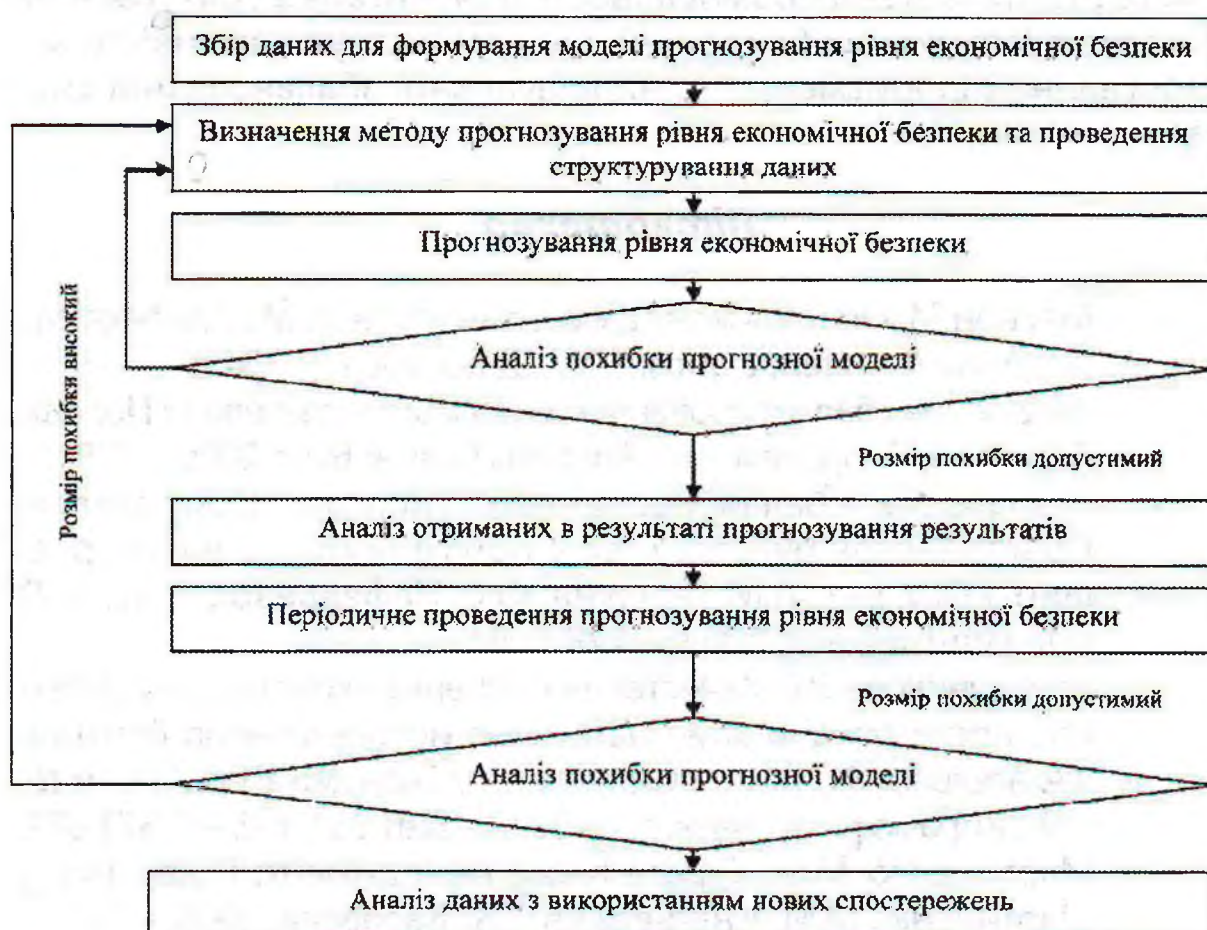 Збір даних для формування моделі прогнозування рівня економічної безпеки
Визначення методу прогнозування рівня економічної безпеки та проведення
структурування даних
Прогнозування рівня економічної безпеки
Розмір похибки високий
Аналіз похибки прогнозної моделі
Розмір похибки допустимий
Аналіз отриманих в результаті прогнозування результатів
Періодичне проведення прогнозування рівня економічної безпеки
Розмір похибки допустимий
Аналіз похибки прогнозної моделі
Аналіз даних з використанням нових спостережень